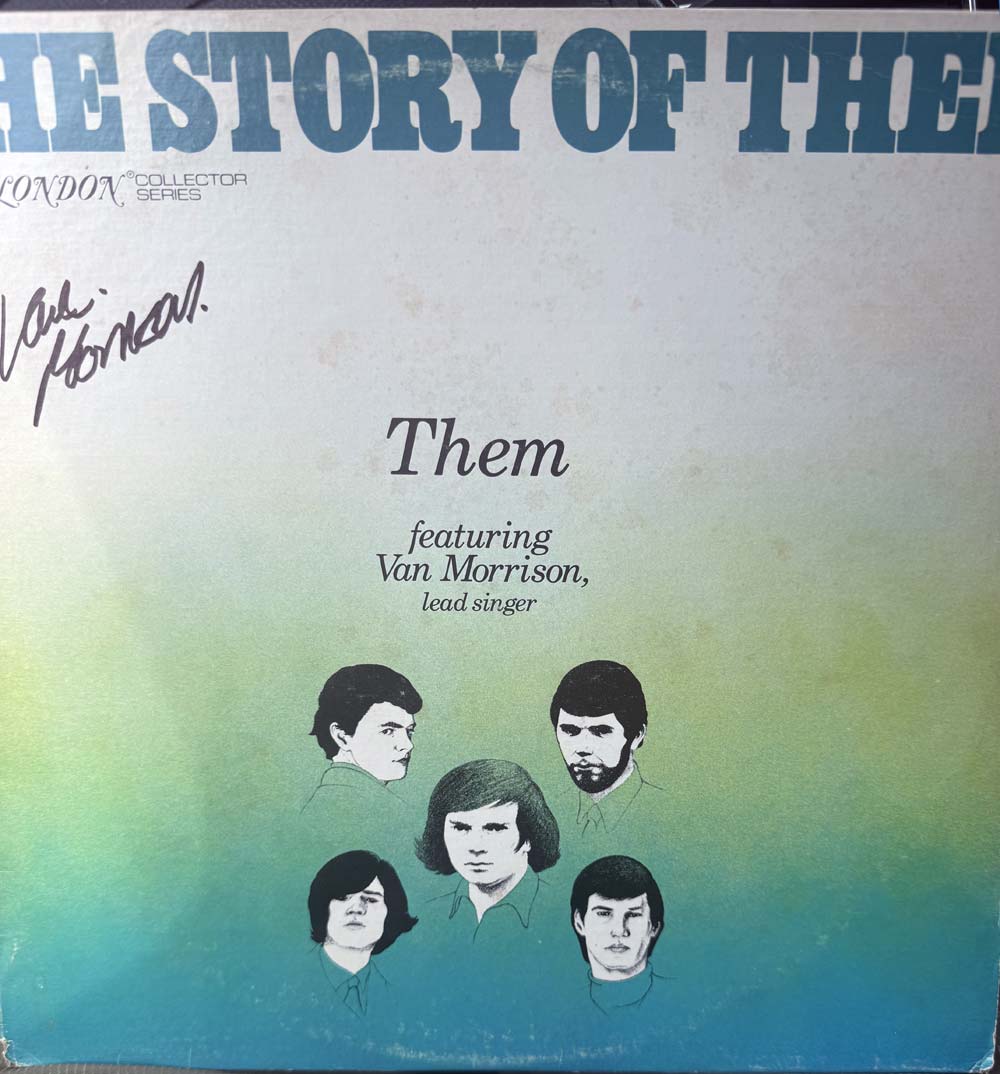 HE STORY OF THE
LONDON® COLLECTOR
SERIES
Van Morrison
Them
featuring
Van Morrison,
lead singer